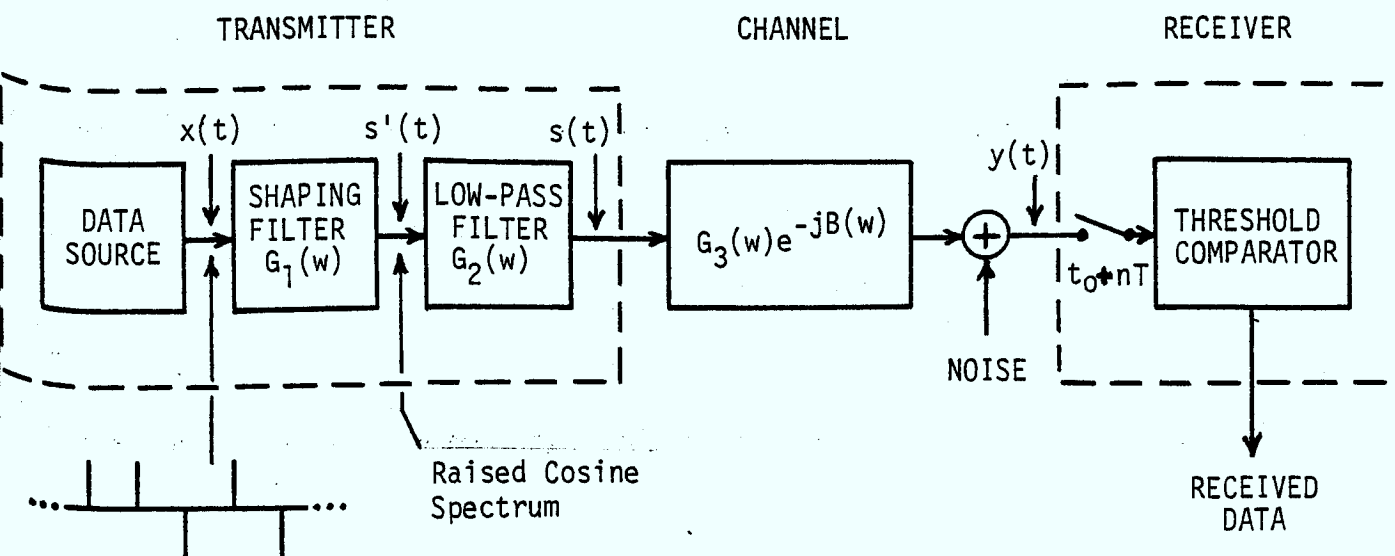 TRANSMITTER
CHANNEL
RECEIVER
x(t)
s'(t)
s(t)
y(t)
DATA
SOURCE
SHAPING
FILTER
G1(w)
LOW-PASS
FILTER
G2(w)
G3(w)e-jB(w)
+
t0+nT
THRESHOLD
COMPARATOR
NOISE
Raised Cosine
Spectrum
RECEIVED
DATA